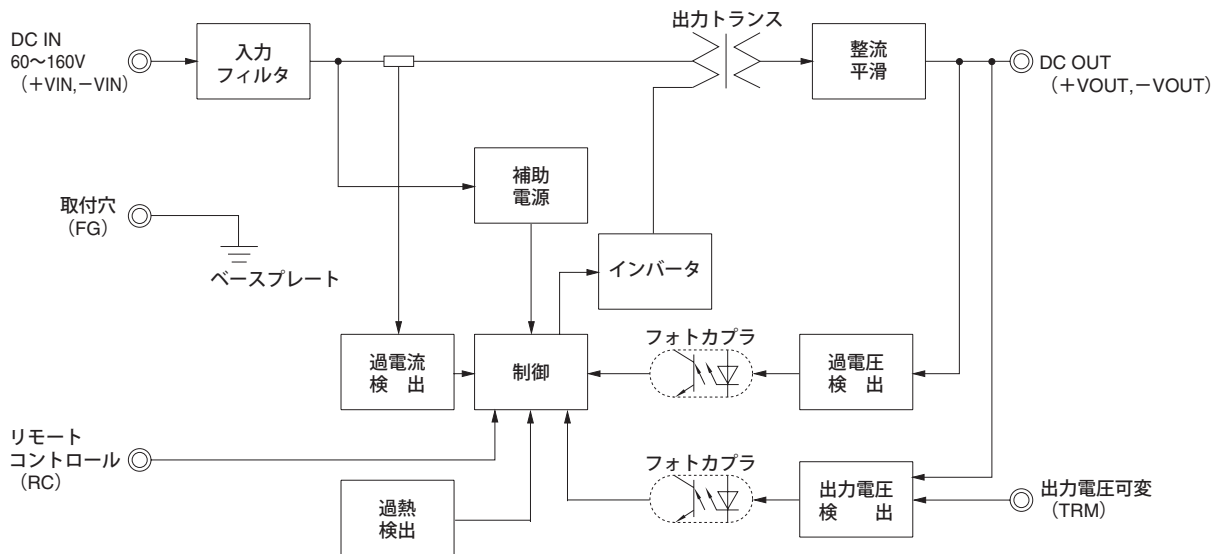 出力トランス
DC IN
60～160V
（＋VIN,－VIN）
入力
フィルタ
整流
平滑
DC OUT
（＋VOUT,－VOUT）
補助
電源
取付穴
（FG）
ベースプレート
インバータ
過電流
検　出
制御
フォトカプラ
過電圧
検　出
リモート
コントロール
（RC）
過熱
検出
フォトカプラ
出力電圧
検　　出
出力電圧可変
（TRM）